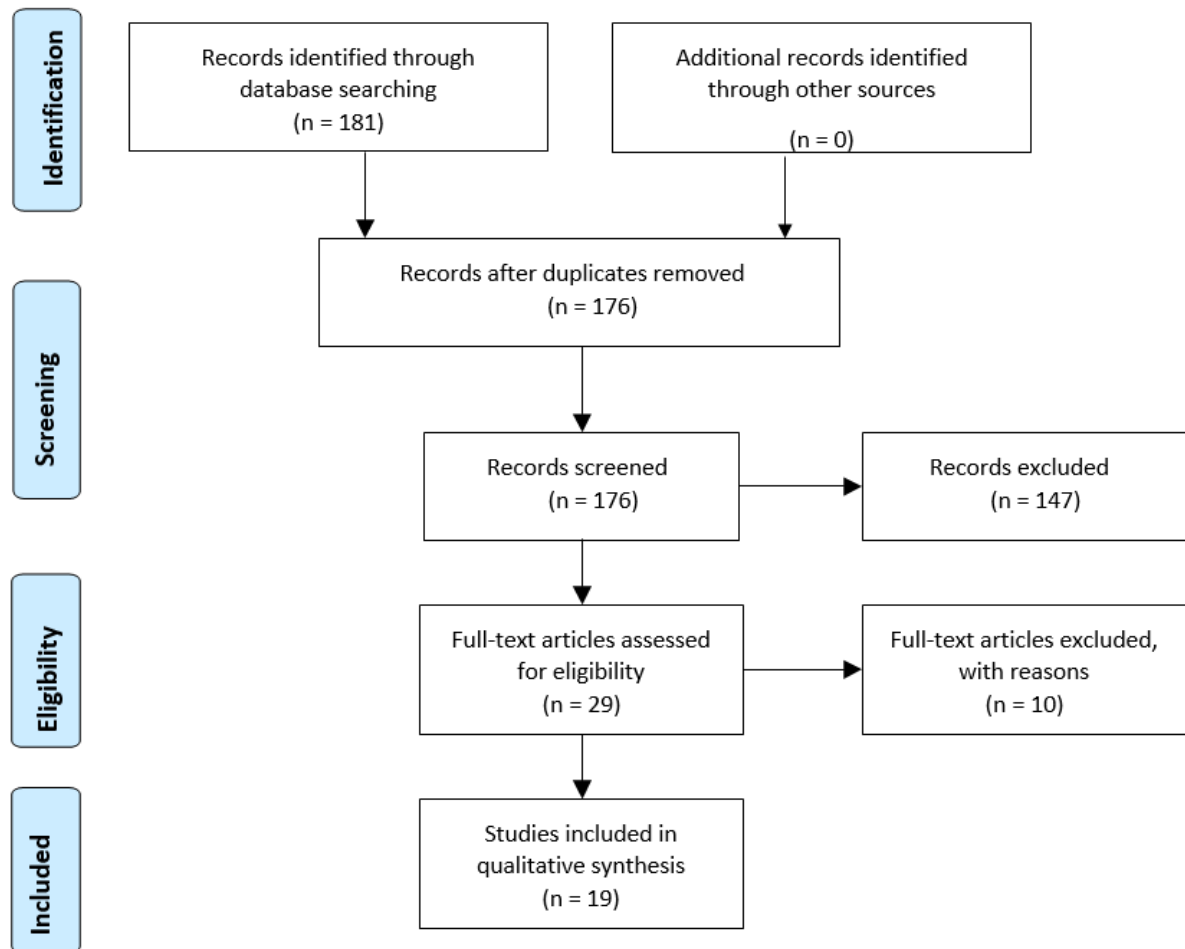 Identification
Records identified through
database searching
(n = 181)
Additional records identified
through other sources
(n = 0)
Records after duplicates removed
(n = 176)
Screening
Records screened
(n = 176)
Records excluded
(n = 147)
Eligibility
Full-text articles assessed
for eligibility
(n = 29)
Full-text articles excluded,
with reasons
(n = 10)
Included
Studies included in
qualitative synthesis
(n = 19)